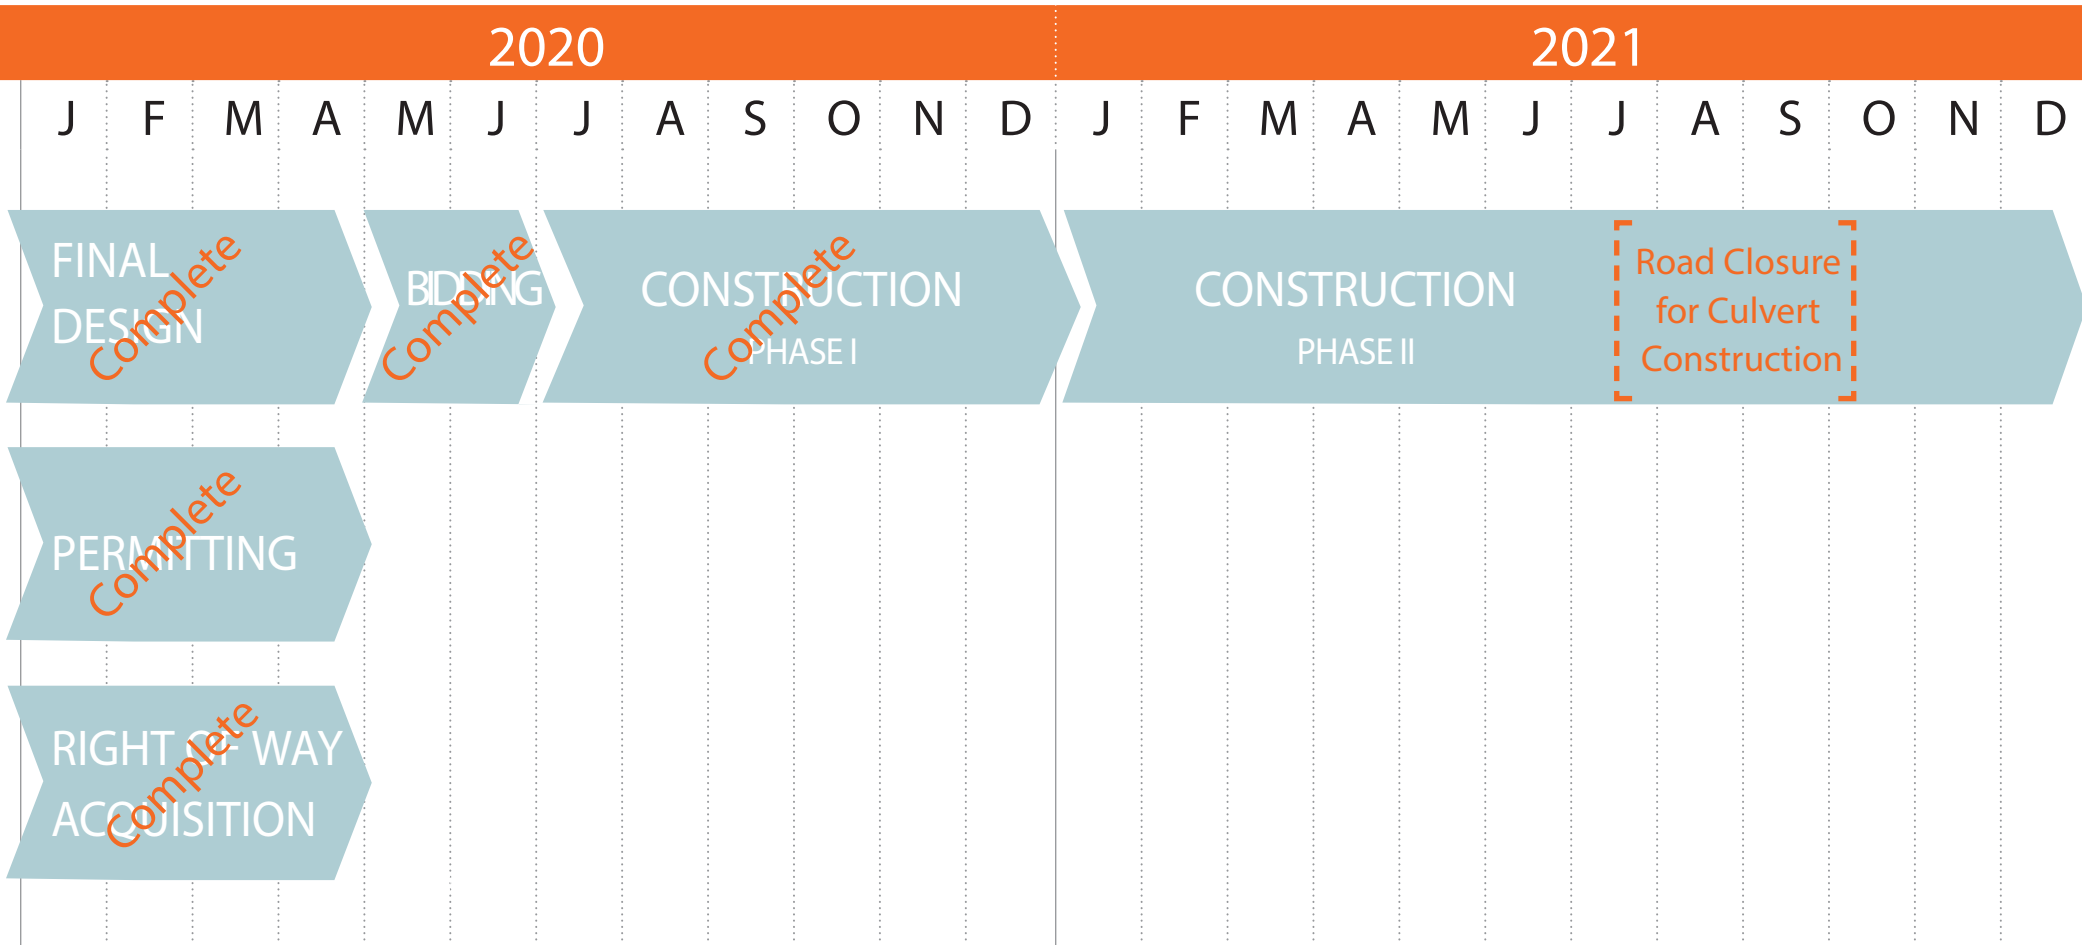 2020 2021
J F M A M J J A S O N D J F M A M J J A S O N D
FINAL
DESIGN
Complete
BIDDING
Complete
CONSTRUCTION
PHASE I
Complete
CONSTRUCTION
PHASE II
Road Closure
for Culvert
Construction
PERMITTING
Complete
RIGHT OF WAY
ACQUISITION
Complete